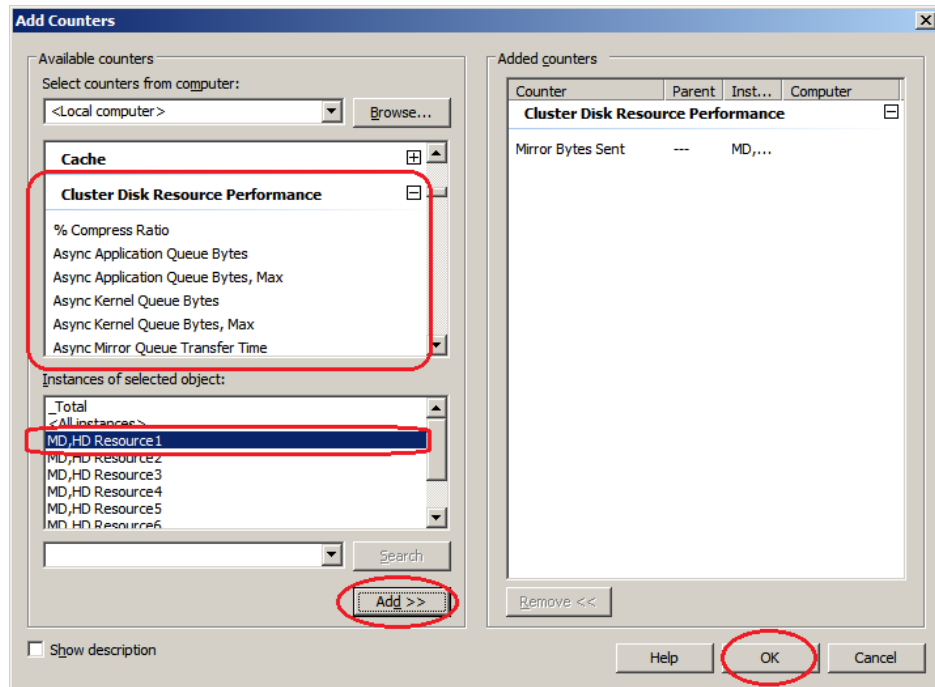 Add Counters
Available counters
Select counters from computer:
<Local computer>
Browse...
Cache
Cluster Disk Resource Performance
% Compress Ratio
Async Application Queue Bytes
Async Application Queue Bytes, Max
Async Kernel Queue Bytes
Async Kernel Queue Bytes, Max
Async Mirror Queue Transfer Time
Instances of selected object:
_Total
<All instances>
MD,HD Resource1
MD,HD Resource2
MD,HD Resource3
MD,HD Resource4
MD,HD Resource5
MD,HD Resource6
Search
Add >>
Show description
Added counters
Counter Parent Inst... Computer
Cluster Disk Resource Performance
Mirror Bytes Sent --- MD,...
Remove <<
Help OK Cancel